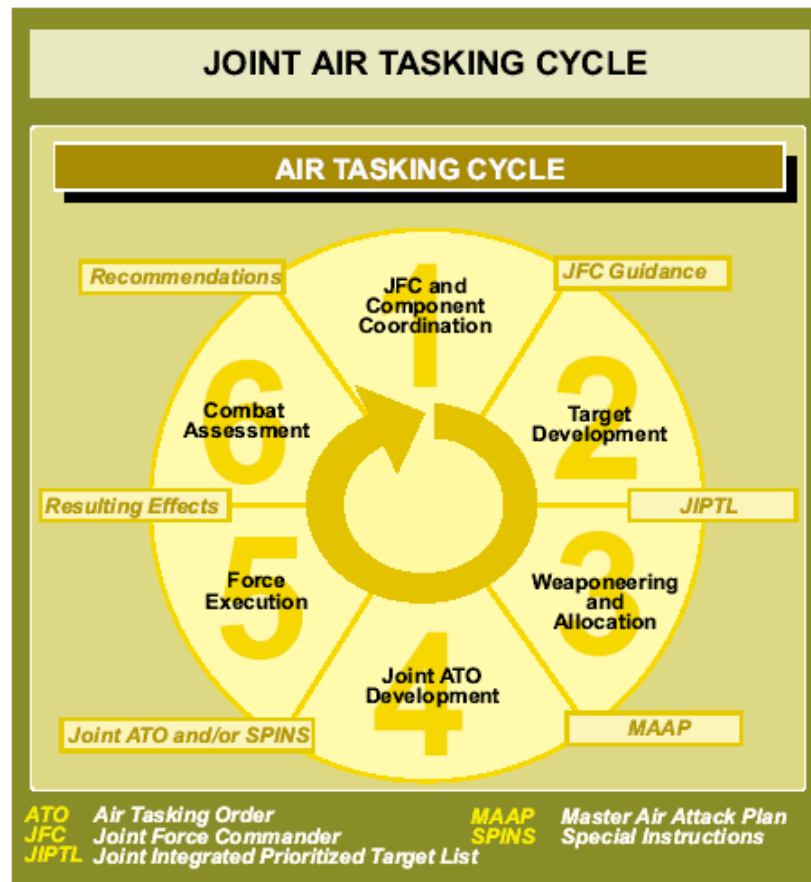 JOINT AIR TASKING CYCLE
AIR TASKING CYCLE
Recommendations
JFC Guidance
1
JFC and
Component
Coordination
6
Combat
Assessment
2
Target
Development
Resulting Effects
JIPTL
5
Force
Execution
3
Weaponeering
and
Allocation
4
Joint ATO
Development
Joint ATO and/or SPINS
MAAP
ATO Air Tasking Order
JFC Joint Force Commander
JIPTL Joint Integrated Prioritized Target List
MAAP Master Air Attack Plan
SPINS Special Instructions